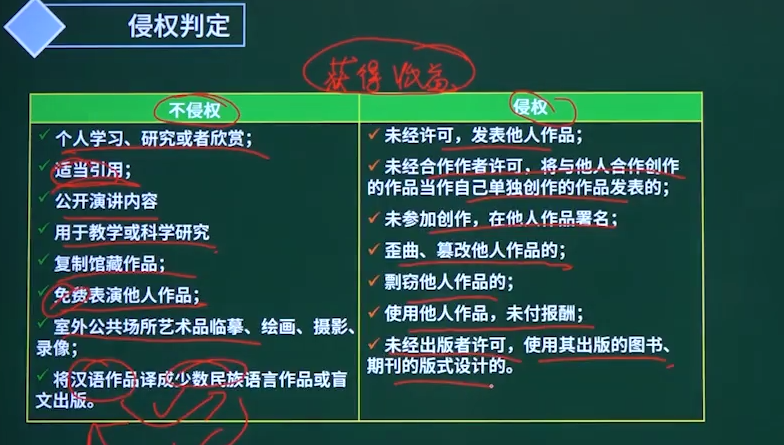 侵权判定
获得收益
不侵权
个人学习、研究或者欣赏；
适当引用；
公开演讲内容
用于教学或科学研究
复制馆藏作品；
免费表演他人作品；
室外公共场所艺术品临摹、绘画、摄影、
录像；
将汉语作品译成少数民族语言作品或盲
文出版。
侵权
未经许可，发表他人作品；
未经合作作者许可，将与他人合作创作
的作品当作自己单独创作的作品发表的；
未参加创作，在他人作品署名；
歪曲、篡改他人作品的；
剽窃他人作品的；
使用他人作品，未付报酬；
未经出版者许可，使用其出版的图书、
期刊的版式设计的。